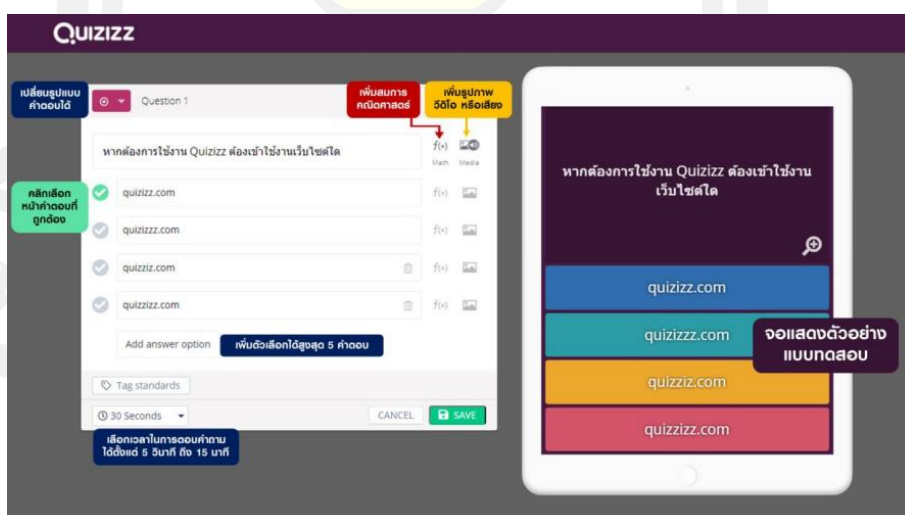 Quizizz
เปลี่ยนรูปแบบ
คำตอบได้
Question 1
เพิ่มสมการ
คณิตศาสตร์
เพิ่มรูปภาพ
วีดีโอ หรือเสียง
หากต้องการใช้งาน Quizizz ต้องเข้าใช้งานเว็บไซต์ใด
f(x)
Math
Media
คลิกเลือก
หน้าคำตอบที่
ถูกต้อง
quizizz.com
f(x)
quizizzz.com
f(x)
quizziz.com
f(x)
quizzizz.com
f(x)
Add answer option
เพิ่มตัวเลือกได้สูงสุด 5 คำตอบ
Tag standards
30 Seconds
CANCEL
SAVE
เลือกเวลาในการตอบคำถาม
ได้ตั้งแต่ 5 วินาที ถึง 15 นาที
หากต้องการใช้งาน Quizizz ต้องเข้าใช้งาน
เว็บไซต์ใด
quizizz.com
quizizzz.com
quizziz.com
quizzizz.com
จอแสดงตัวอย่าง
แบบทดสอบ